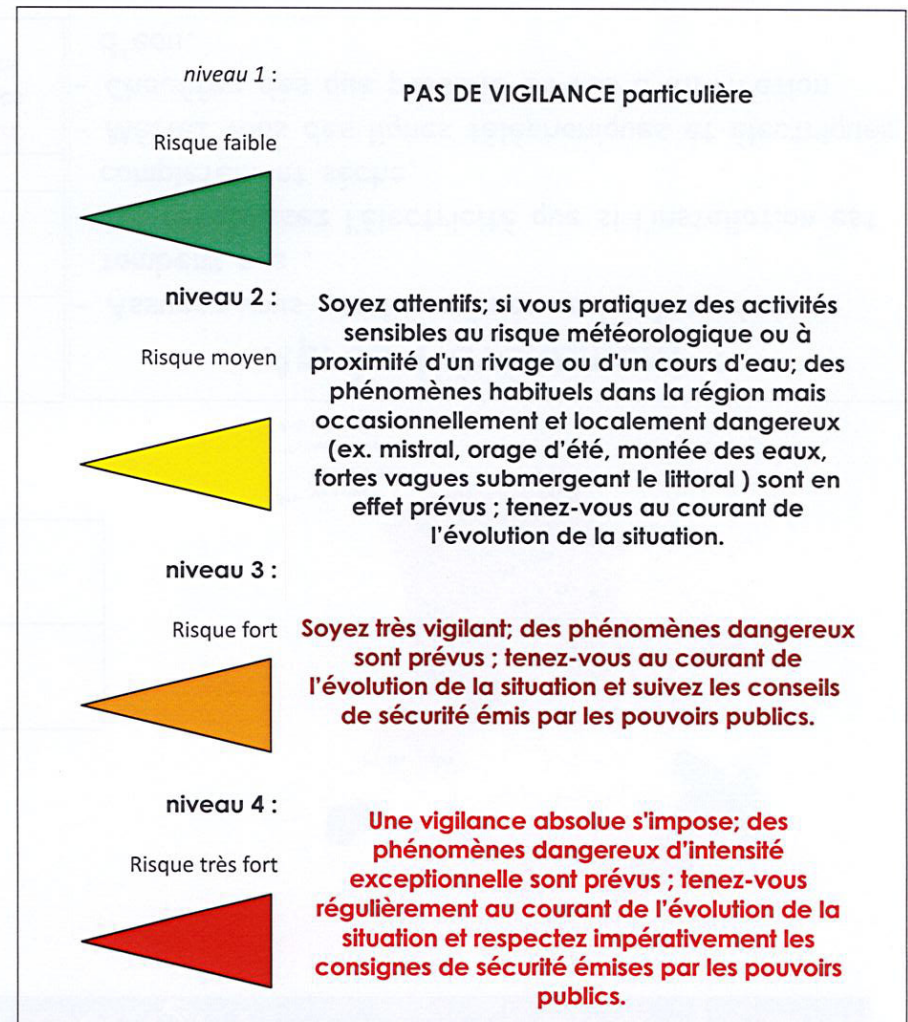 niveau 1 :
PAS DE VIGILANCE particulière
Risque faible
niveau 2 :
Risque moyen
Soyez attentifs; si vous pratiquez des activités
sensibles au risque météorologique ou à
proximité d'un rivage ou d'un cours d'eau; des
phénomènes habituels dans la région mais
occasionnellement et localement dangereux
(ex. mistral, orage d'été, montée des eaux,
fortes vagues submergeant le littoral ) sont en
effet prévus ; tenez-vous au courant de
l'évolution de la situation.
niveau 3 :
Risque fort
Soyez très vigilant; des phénomènes dangereux
sont prévus ; tenez-vous au courant de
l'évolution de la situation et suivez les conseils
de sécurité émis par les pouvoirs publics.
niveau 4 :
Risque très fort
Une vigilance absolue s'impose; des
phénomènes dangereux d'intensité
exceptionnelle sont prévus ; tenez-vous
régulièrement au courant de l'évolution de la
situation et respectez impérativement les
consignes de sécurité émises par les pouvoirs
publics.